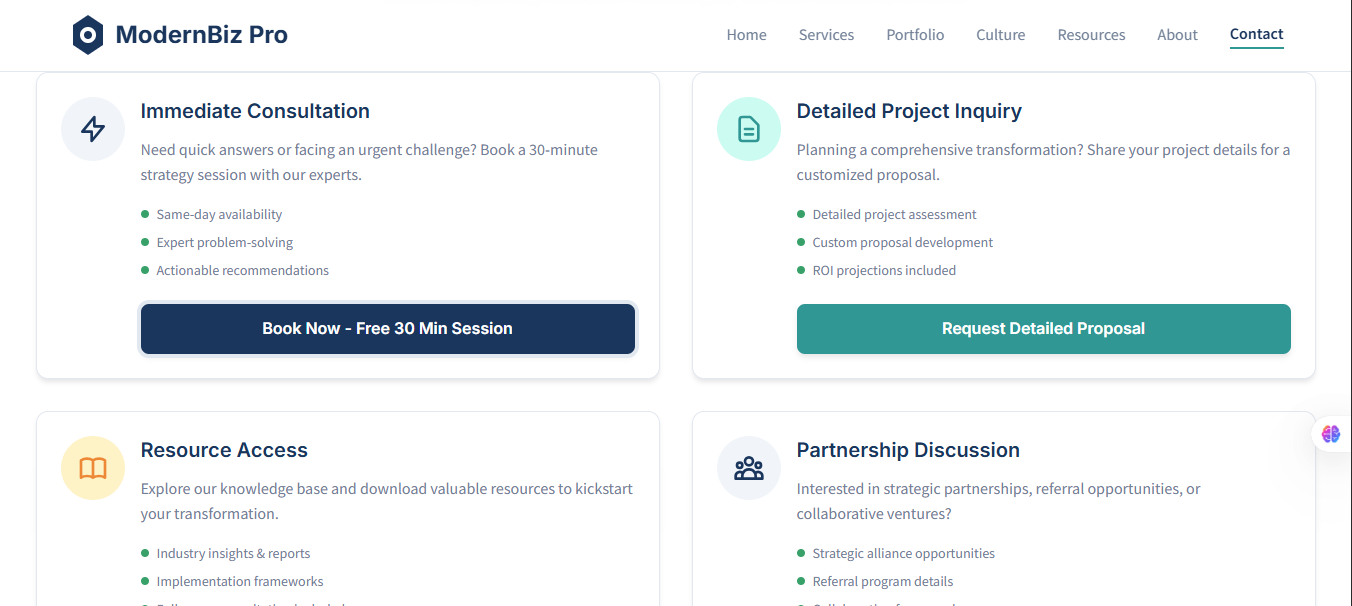 ModernBiz Pro
Home Services Portfolio Culture Resources About Contact
Immediate Consultation
Need quick answers or facing an urgent challenge? Book a 30-minute
strategy session with our experts.
Same-day availability
Expert problem-solving
Actionable recommendations
Book Now - Free 30 Min Session
Detailed Project Inquiry
Planning a comprehensive transformation? Share your project details for a
customized proposal.
Detailed project assessment
Custom proposal development
ROI projections included
Request Detailed Proposal
Resource Access
Explore our knowledge base and download valuable resources to kickstart
your transformation.
Industry insights & reports
Implementation frameworks
Partnership Discussion
Interested in strategic partnerships, referral opportunities, or
collaborative ventures?
Strategic alliance opportunities
Referral program details